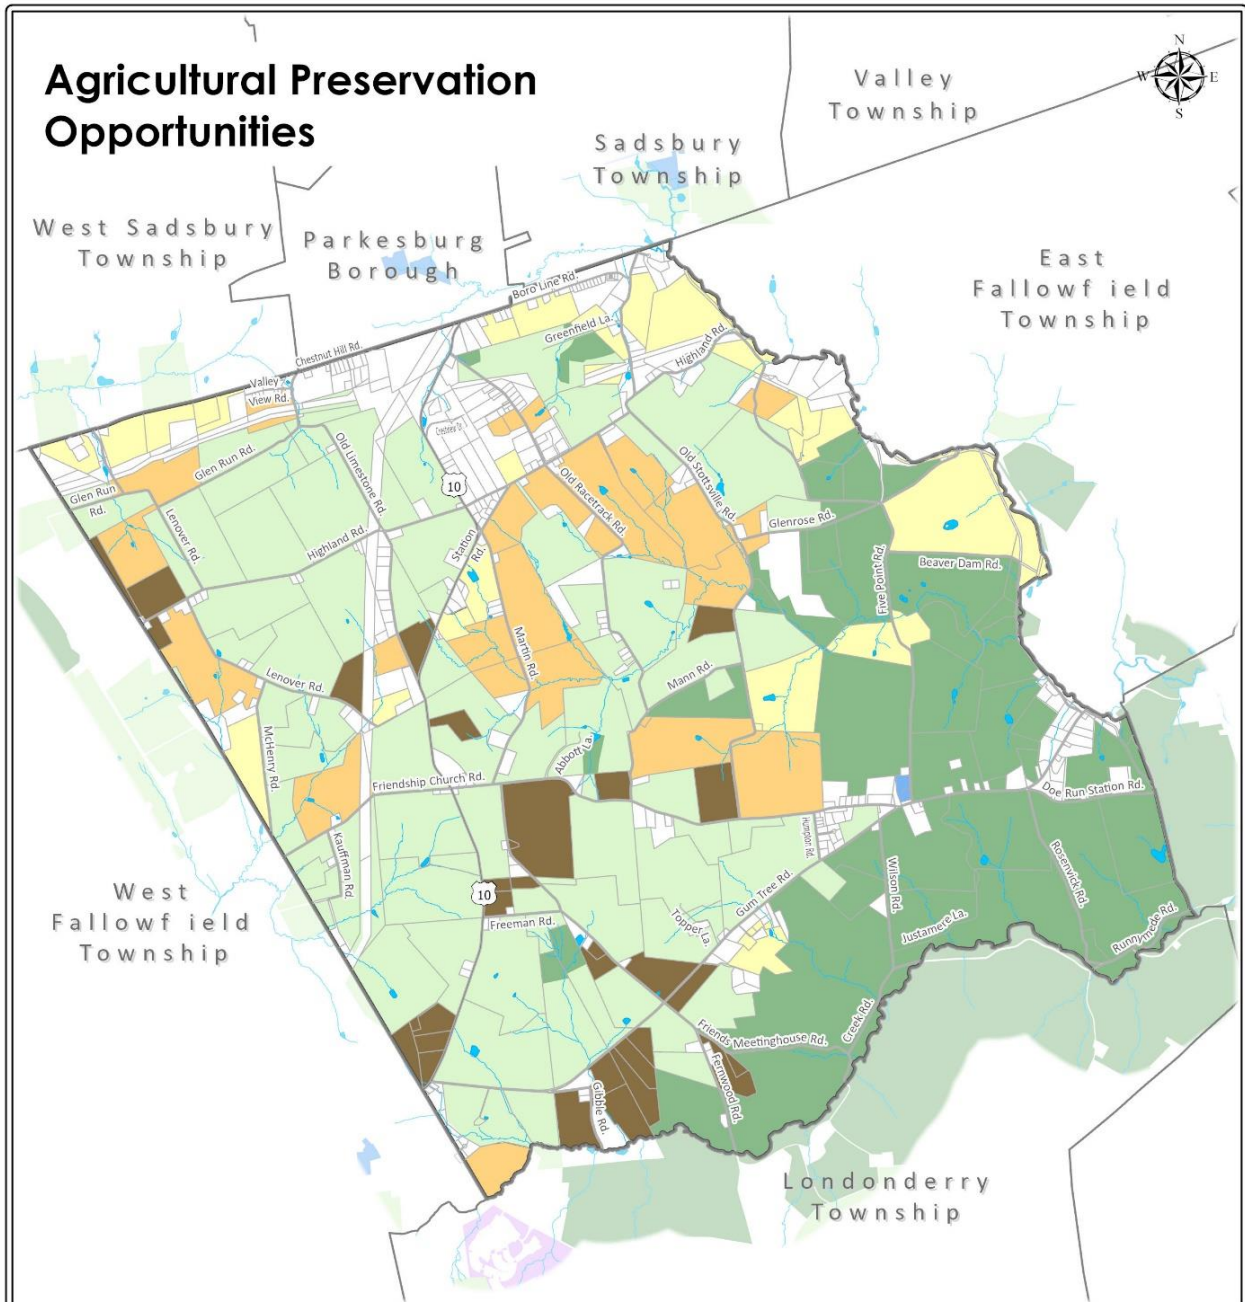 Agricultural Preservation
Opportunities
N
W
E
S
Valley
Township
Sadsbury
Township
West Sadsbury
Township
Parkesburg
Borough
East
Fallowf ield
Township
Boro Line Rd.
Greenfield La.
Highland Rd.
Chestnut Hill Rd.
Valley
View Rd.
Old Limestone Rd.
Glen Run Rd.
Glen Run
Rd.
Lenover Rd.
Highland Rd.
10
Station
Rd.
Old Racetrack Rd.
Old Stottsville Rd.
Glenrose Rd.
Five Point Rd.
Beaver Dam Rd.
Martin Rd.
Mann Rd.
Lenover Rd.
McHenry Rd.
Abbott La.
Friendship Church Rd.
Doe Run Station Rd.
Kauffman Rd.
Humpton Rd.
Wilson Rd.
Rosenvick Rd.
West
Fallowf ield
Township
10
Freeman Rd.
Gum Tree Rd.
Topper La.
Justamere La.
Runnymede Rd.
Creek Rd.
Friends Meetinghouse Rd.
Fernwood Rd.
Gibble Rd.
Londonderry
Township